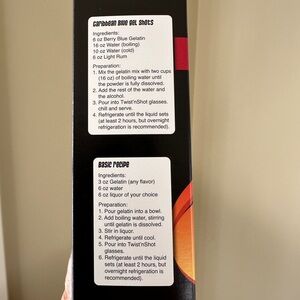 Caribbean Blue Gel Shots
Ingredients:
6 oz Berry Blue Gelatin
16 oz Water (boiling)
10 oz Water (cold)
6 oz Light Rum
Preparation:
1. Mix the gelatin mix with two cups
(16 oz) of boiling water until
the powder is fully dissolved.
2. Add the rest of the water and
the alcohol.
3. Pour into Twist'nShot glasses.
chill and serve.
4. Refrigerate until the liquid sets
(at least 2 hours, but overnight
refrigeration is recommended).
Basic Recipe
Ingredients:
3 oz Gelatin (any flavor)
6 oz water
6 oz liquor of your choice
Preparation:
1. Pour gelatin into a bowl.
2. Add boiling water, stirring
until gelatin is dissolved.
3. Stir in liquor.
4. Refrigerate until cool.
5. Pour into Twist'nShot
glasses.
6. Refrigerate until the liquid
sets (at least 2 hours, but
overnight refrigeration is
recommended).